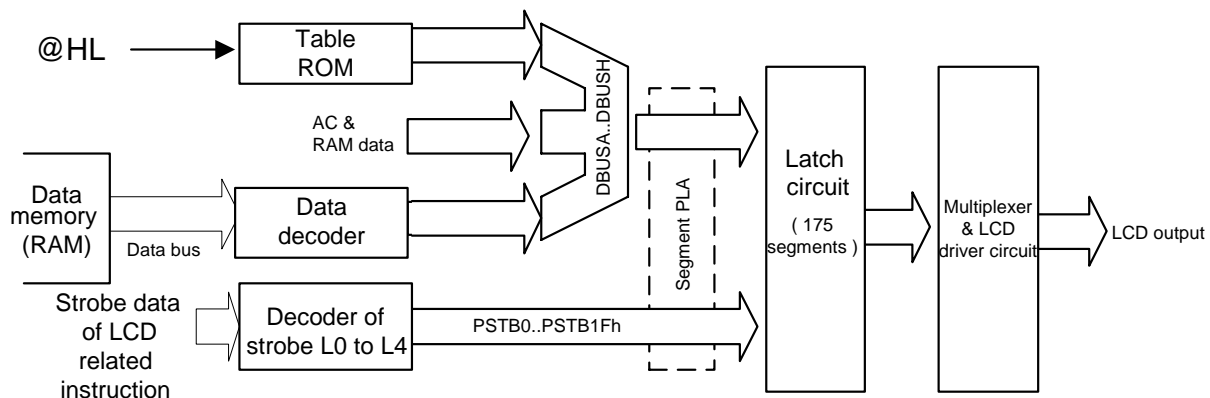 @HL
Table
ROM
AC &
RAM data
DBUSA..DBUSH
Data
memory
(RAM)
Data bus
Data
decoder
Segment PLA
Latch
circuit
( 175
segments )
Multiplexer
& LCD
driver circuit
LCD output
Strobe data
of LCD
related
instruction
Decoder of
strobe L0 to L4
PSTB0..PSTB1Fh